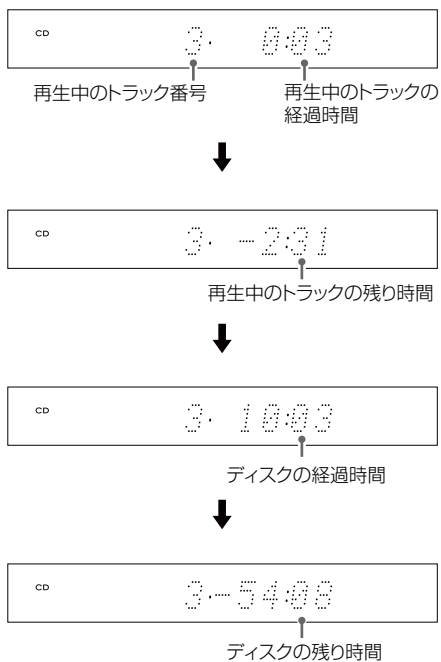 CD 3. 0:03
再生中のトラック番号
再生中のトラックの
経過時間
CD 3. -2:31
再生中のトラックの残り時間
CD 3. 10:03
ディスクの経過時間
CD 3.-54:08
ディスクの残り時間